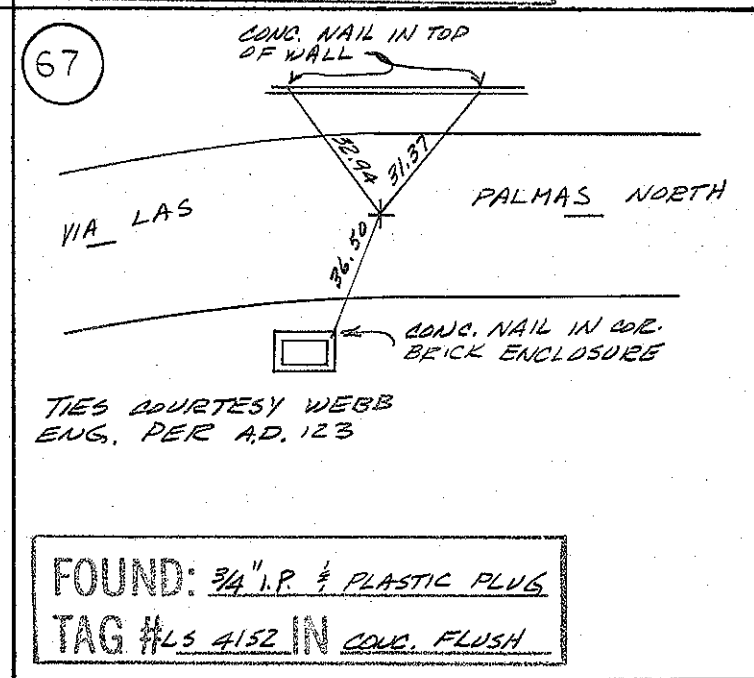 67
CONC. NAIL IN TOP
OF WALL
32.94
31.37
VIA LAS
PALMAS NORTH
36.50
CONC. NAIL IN COR.
BRICK ENCLOSURE
TIES COURTESY WEBB
ENG. PER A.D. 123
FOUND: 3/4" I.P. & PLASTIC PLUG
TAG # LS 4152 IN CONC. FLUSH